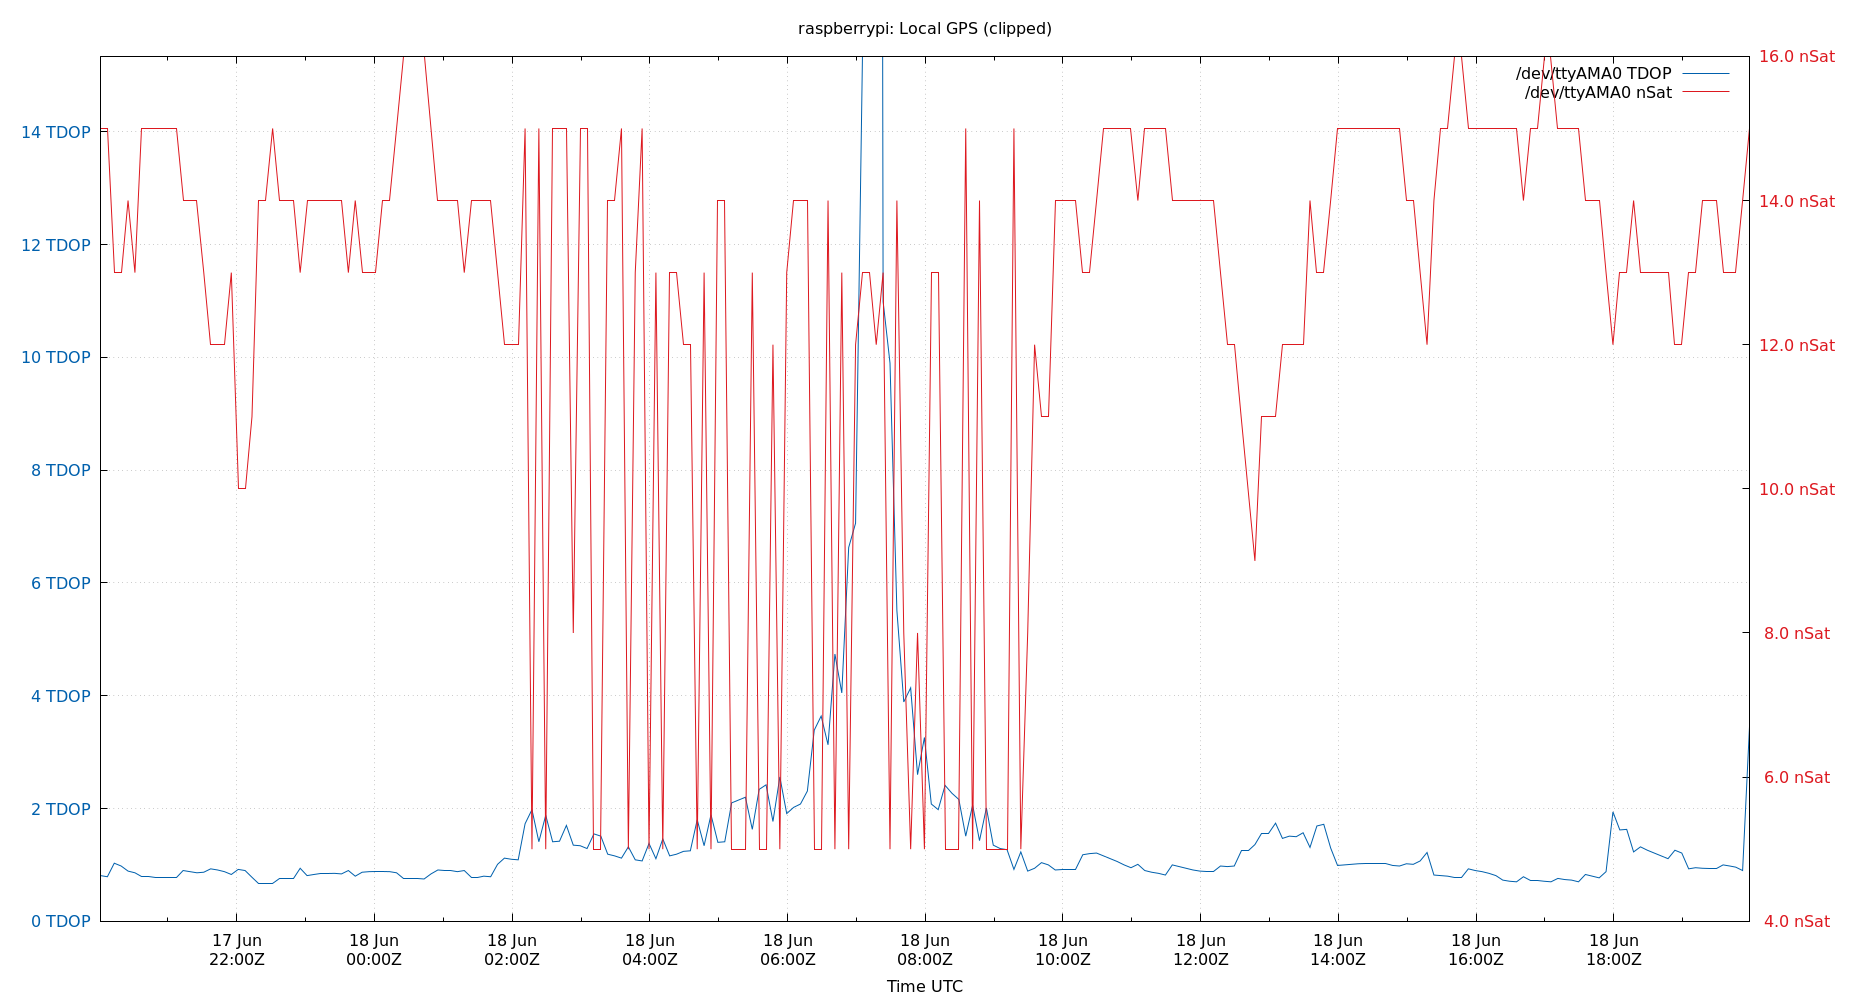 raspberrypi: Local GPS (clipped)
/dev/ttyAMA0 TDOP
/dev/ttyAMA0 nSat
14 TDOP
12 TDOP
10 TDOP
8 TDOP
6 TDOP
4 TDOP
2 TDOP
0 TDOP
16.0 nSat
14.0 nSat
12.0 nSat
10.0 nSat
8.0 nSat
6.0 nSat
4.0 nSat
17 Jun 18 Jun 18 Jun 18 Jun 18 Jun 18 Jun 18 Jun 18 Jun 18 Jun 18 Jun 18 Jun
22:00Z 00:00Z 02:00Z 04:00Z 06:00Z 08:00Z 10:00Z 12:00Z 14:00Z 16:00Z 18:00Z
Time UTC